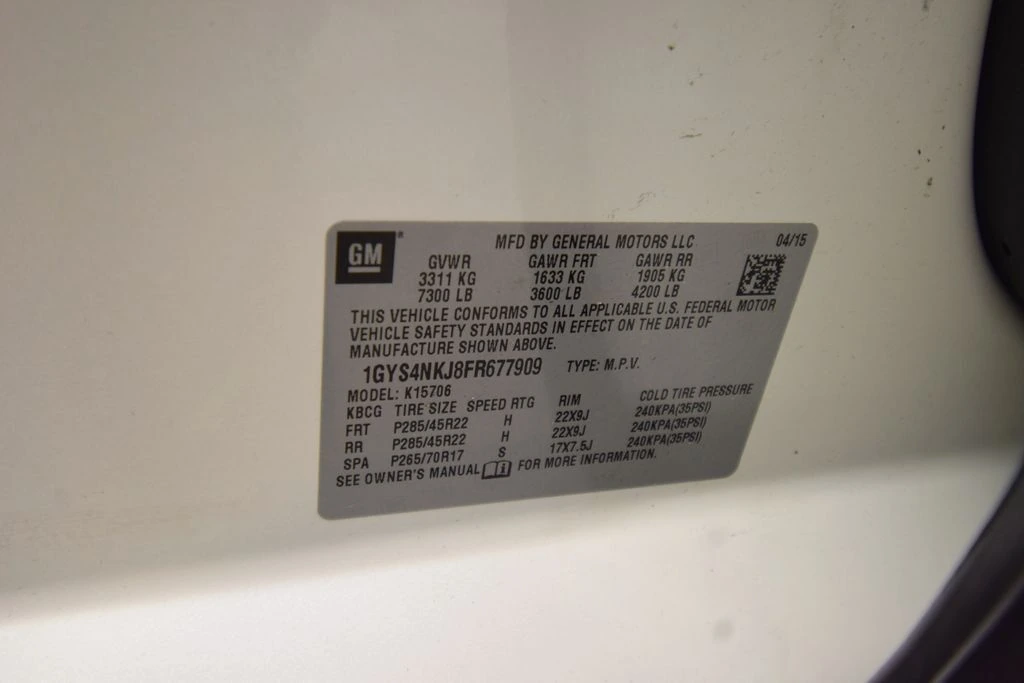 GM
MFD BY GENERAL MOTORS LLC 04/15
GVWR GAWR FRT GAWR RR
3311 KG 1633 KG 1905 KG
7300 LB 3600 LB 4200 LB
THIS VEHICLE CONFORMS TO ALL APPLICABLE U.S. FEDERAL MOTOR
VEHICLE SAFETY STANDARDS IN EFFECT ON THE DATE OF
MANUFACTURE SHOWN ABOVE.
1GYS4NKJ8FR677909 TYPE: M.P.V.
MODEL: K15706
KBCG TIRE SIZE SPEED RTG RIM COLD TIRE PRESSURE
FRT P285/45R22 H 22X9J 240KPA(35PSI)
RR P285/45R22 H 22X9J 240KPA(35PSI)
SPA P265/70R17 S 17X7.5J 240KPA(35PSI)
SEE OWNER'S MANUAL FOR MORE INFORMATION.